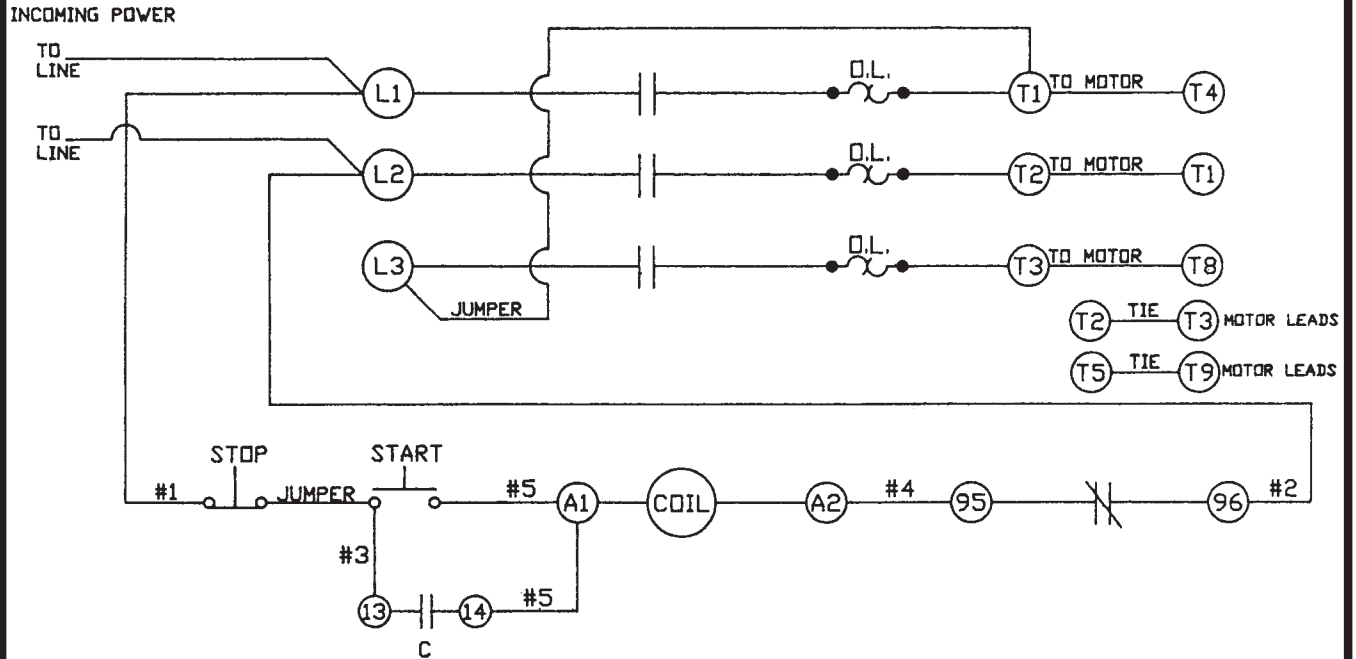 INCOMING POWER
TO
LINE
L1
O.L.
T1
TO MOTOR
T4
TO
LINE
L2
O.L.
T2
TO MOTOR
T1
L3
O.L.
T3
TO MOTOR
T8
JUMPER
T2
TIE
T3
MOTOR LEADS
T5
TIE
T9
MOTOR LEADS
STOP
START
#1
JUMPER
#5
A1
COIL
A2
#4
95
96
#2
#3
13
14
#5
C